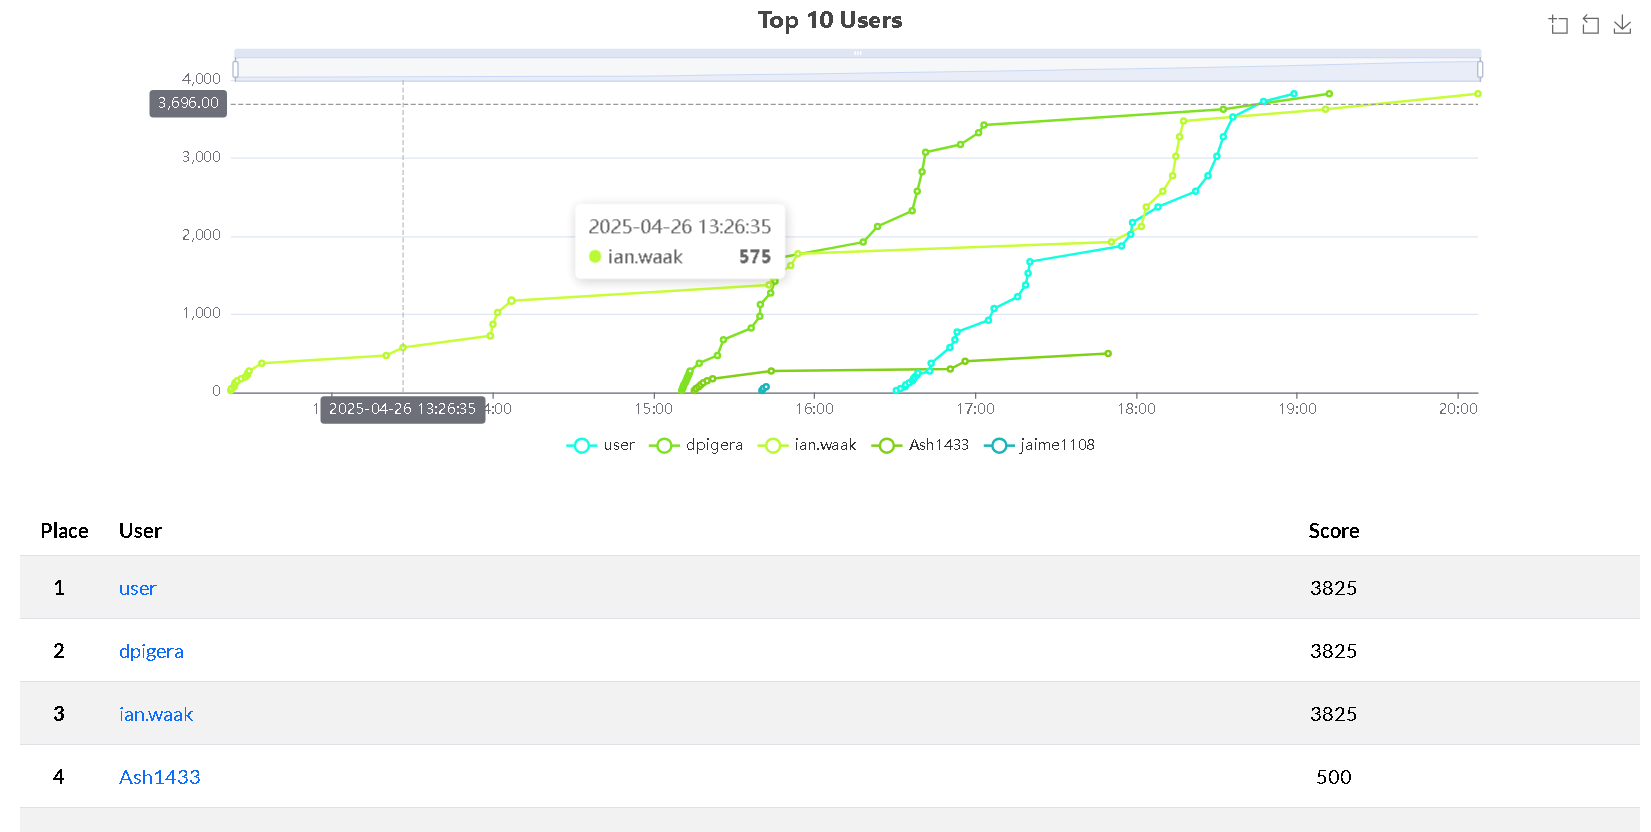 Top 10 Users
4,000
3,696.00
3,000
2025-04-26 13:26:35
ian.waak 575
2,000
1,000
0
2025-04-26 13:26:35 4:00 15:00 16:00 17:00 18:00 19:00 20:00
user dpigera ian.waak Ash1433 jaime1108
Place User Score
1 user 3825
2 dpigera 3825
3 ian.waak 3825
4 Ash1433 500